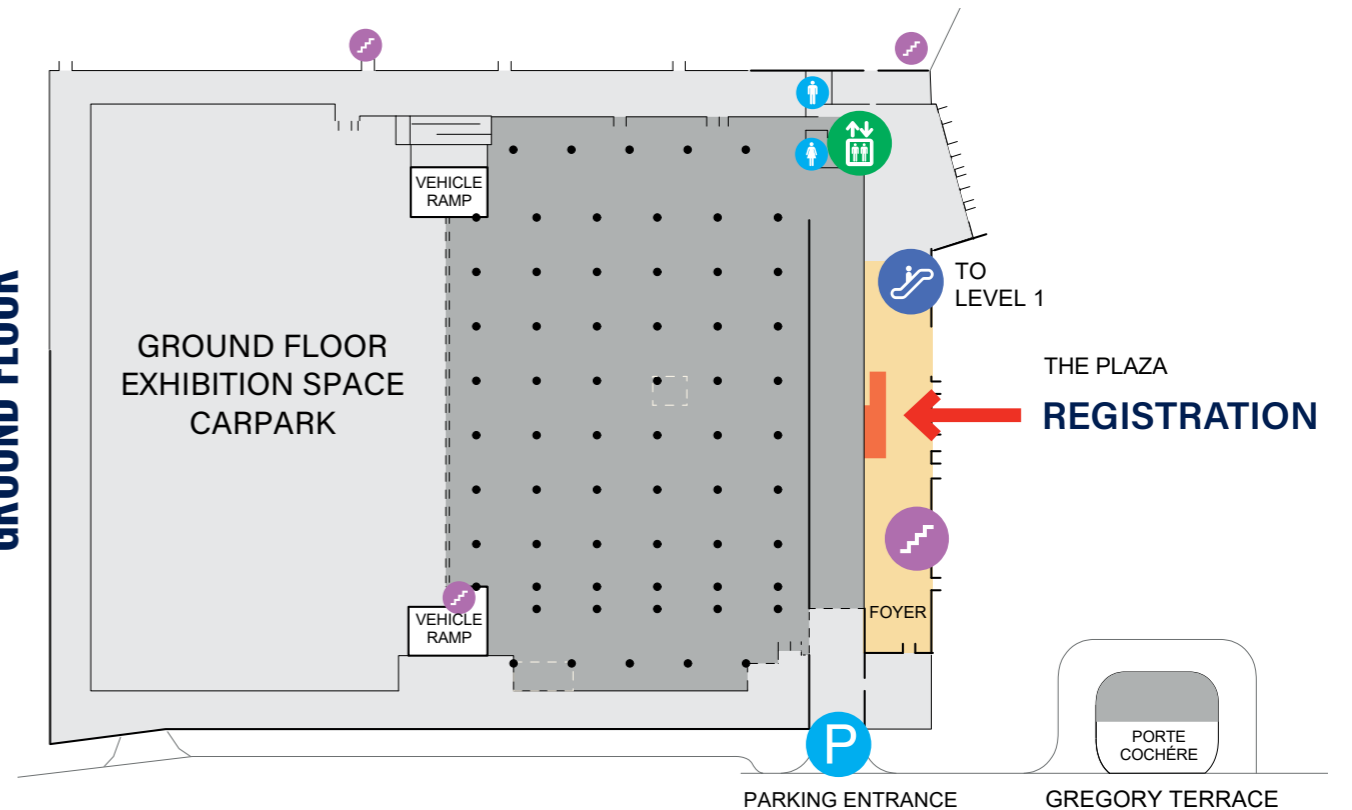 GROUND FLOOR
VEHICLE
RAMP
TO
LEVEL 1
GROUND FLOOR
EXHIBITION SPACE
CARPARK
THE PLAZA
REGISTRATION
VEHICLE
RAMP
FOYER
P
PORTE
COCHÉRE
PARKING ENTRANCE
GREGORY TERRACE